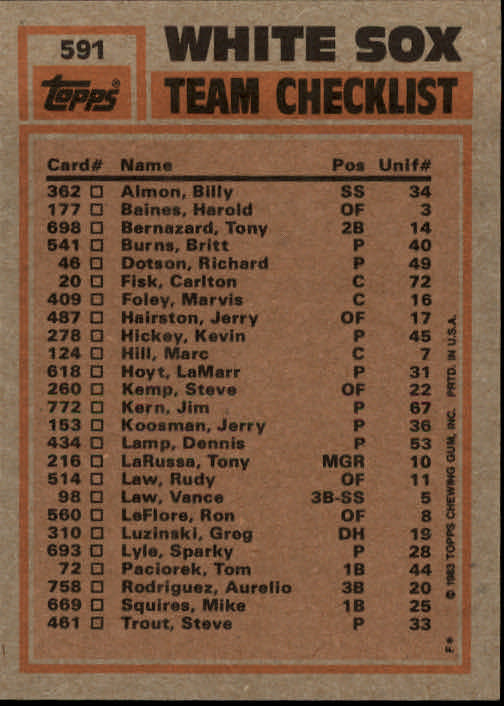 591
WHITE SOX
Topps®
TEAM CHECKLIST
Card# Name Pos Unif#
362 Almon, Billy SS 34
177 Baines, Harold OF 3
698 Bernazard, Tony 2B 14
541 Burns, Britt P 40
46 Dotson, Richard P 49
20 Fisk, Carlton C 72
409 Foley, Marvis C 16
487 Hairston, Jerry OF 17
278 Hickey, Kevin P 45
124 Hill, Marc C 7
618 Hoyt, LaMarr P 31
260 Kemp, Steve OF 22
772 Kern, Jim P 67
153 Koosman, Jerry P 36
434 Lamp, Dennis P 53
216 LaRussa, Tony MGR 10
514 Law, Rudy OF 11
98 Law, Vance 3B-SS 5
560 LeFlore, Ron OF 8
310 Luzinski, Greg DH 19
693 Lyle, Sparky P 28
72 Paciorek, Tom 1B 44
758 Rodriguez, Aurelio 3B 20
669 Squires, Mike 1B 25
461 Trout, Steve P 33
F* © 1983 TOPPS CHEWING GUM, INC. PRTD. IN U.S.A.